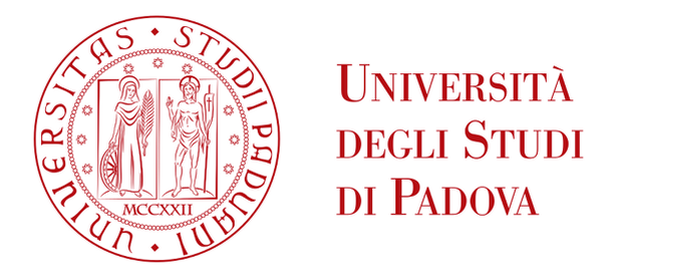 UNIVERSITAS · STUDII PADUANI ·
MCCXXII
UNIVERSITÀ
DEGLI STUDI
DI PADOVA